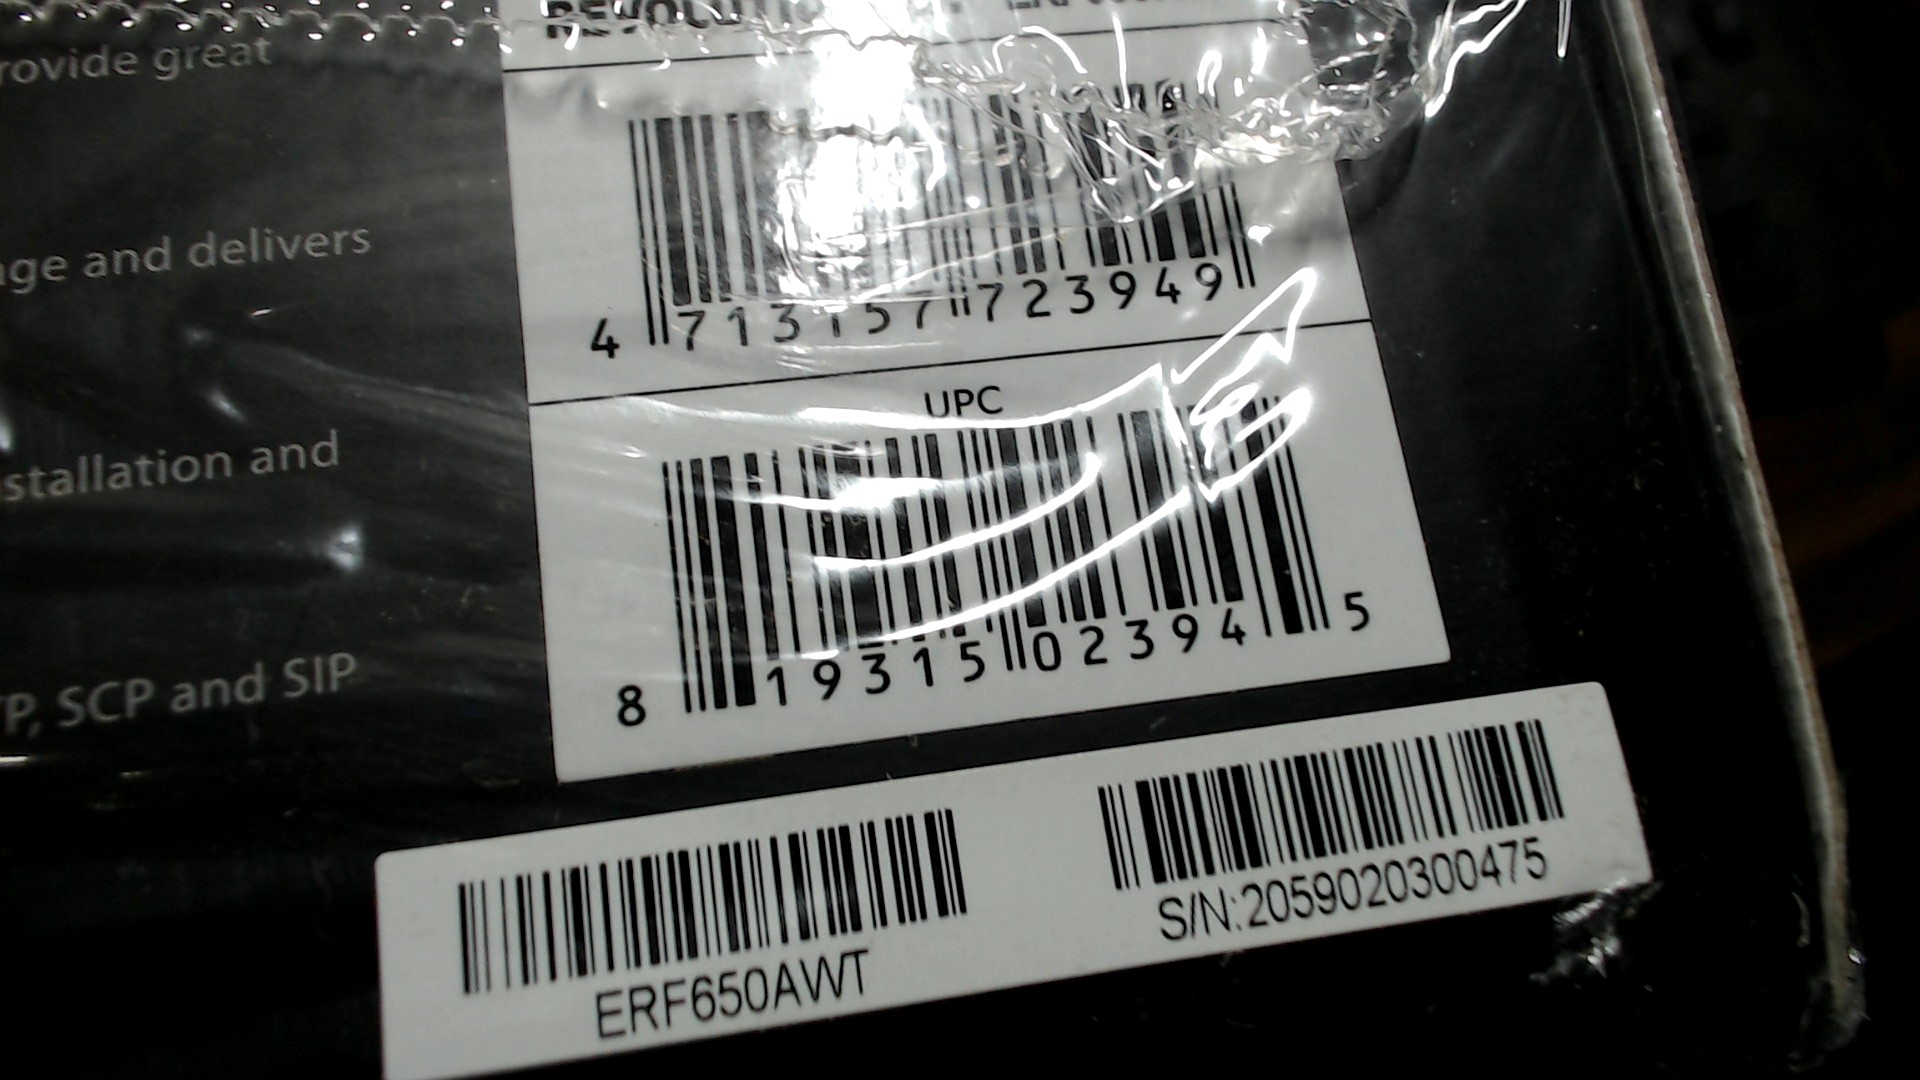 rovide great
age and delivers
stallation and
P, SCP and SIP
4 713157 723949
UPC
8 19315 02394 5
ERF650AWT
S/N:2059020300475